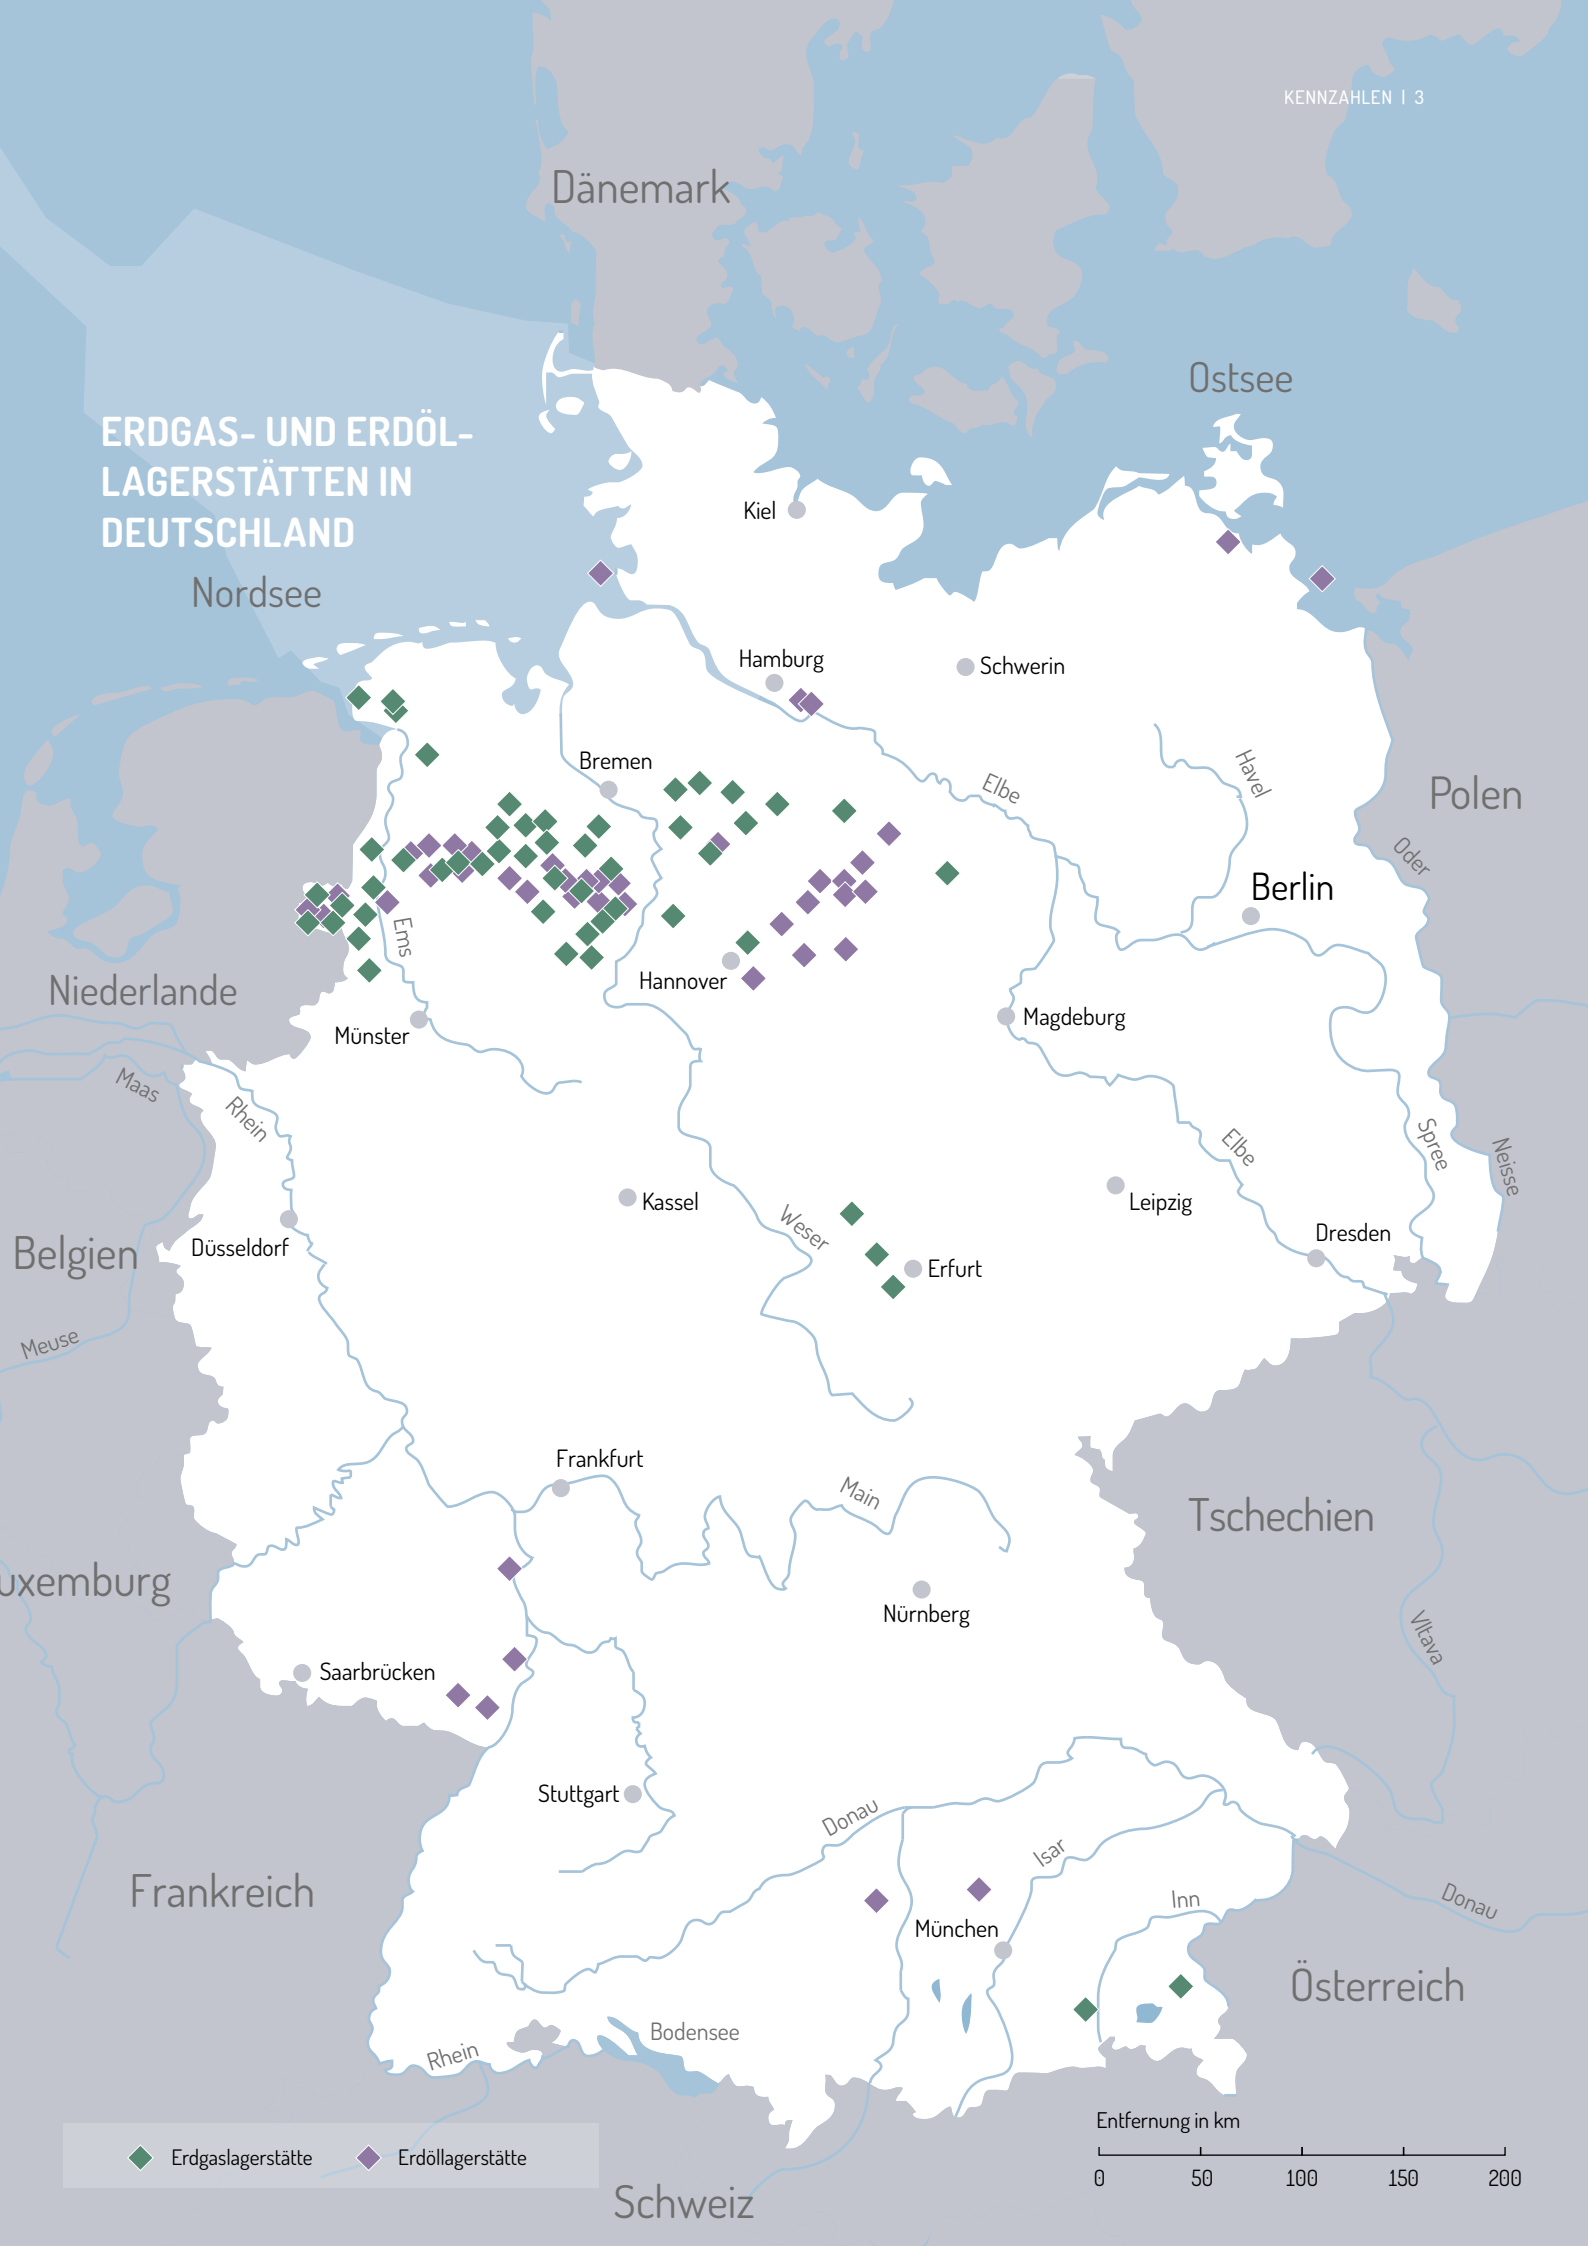 KENNZAHLEN | 3
Dänemark
Ostsee
ERDGAS- UND ERDÖL-
LAGERSTÄTTEN IN
DEUTSCHLAND
Nordsee
Kiel
Hamburg
Schwerin
Bremen
Elbe
Havel
Polen
Oder
Berlin
Ems
Niederlande
Hannover
Magdeburg
Münster
Maas
Rhein
Elbe
Spree
Neisse
Kassel
Leipzig
Weser
Dresden
Belgien
Düsseldorf
Erfurt
Meuse
Frankfurt
Main
Tschechien
uxemburg
Nürnberg
Vltava
Saarbrücken
Stuttgart
Donau
Isar
Frankreich
Inn
Donau
München
Österreich
Bodensee
Rhein
Entfernung in km
0 50 100 150 200
Erdgaslagerstätte Erdöllagerstätte
Schweiz